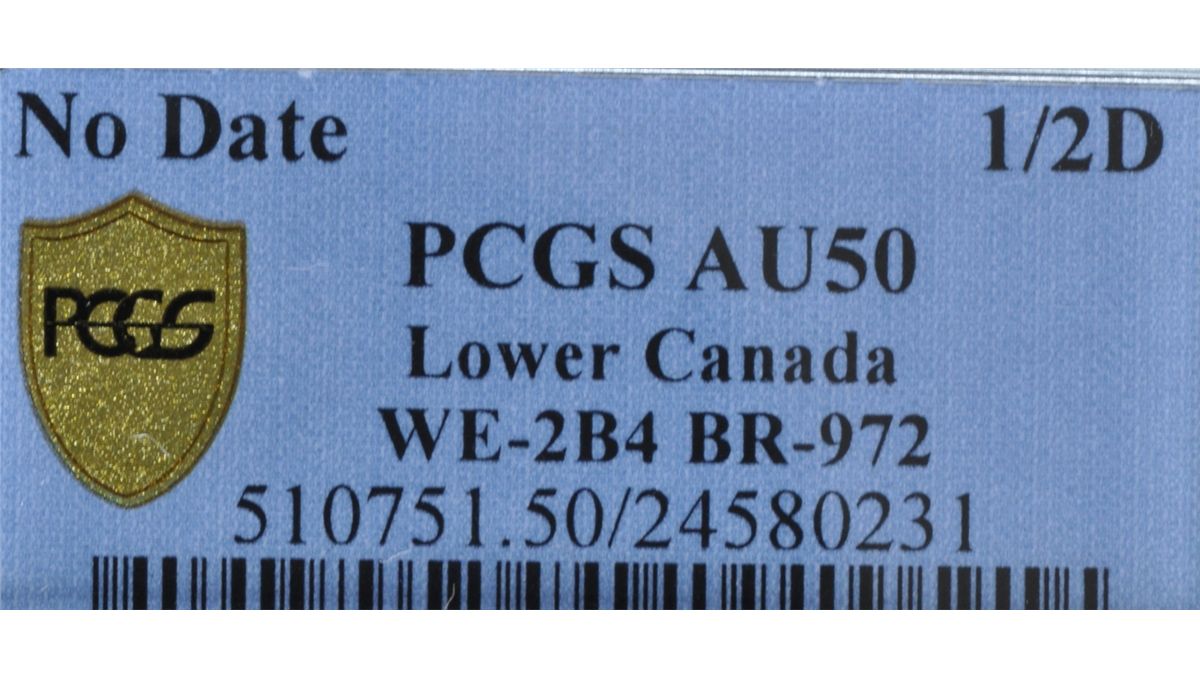 No Date 1/2D
PCGS AU50
PCGS
Lower Canada
WE-2B4 BR-972
510751.50/24580231